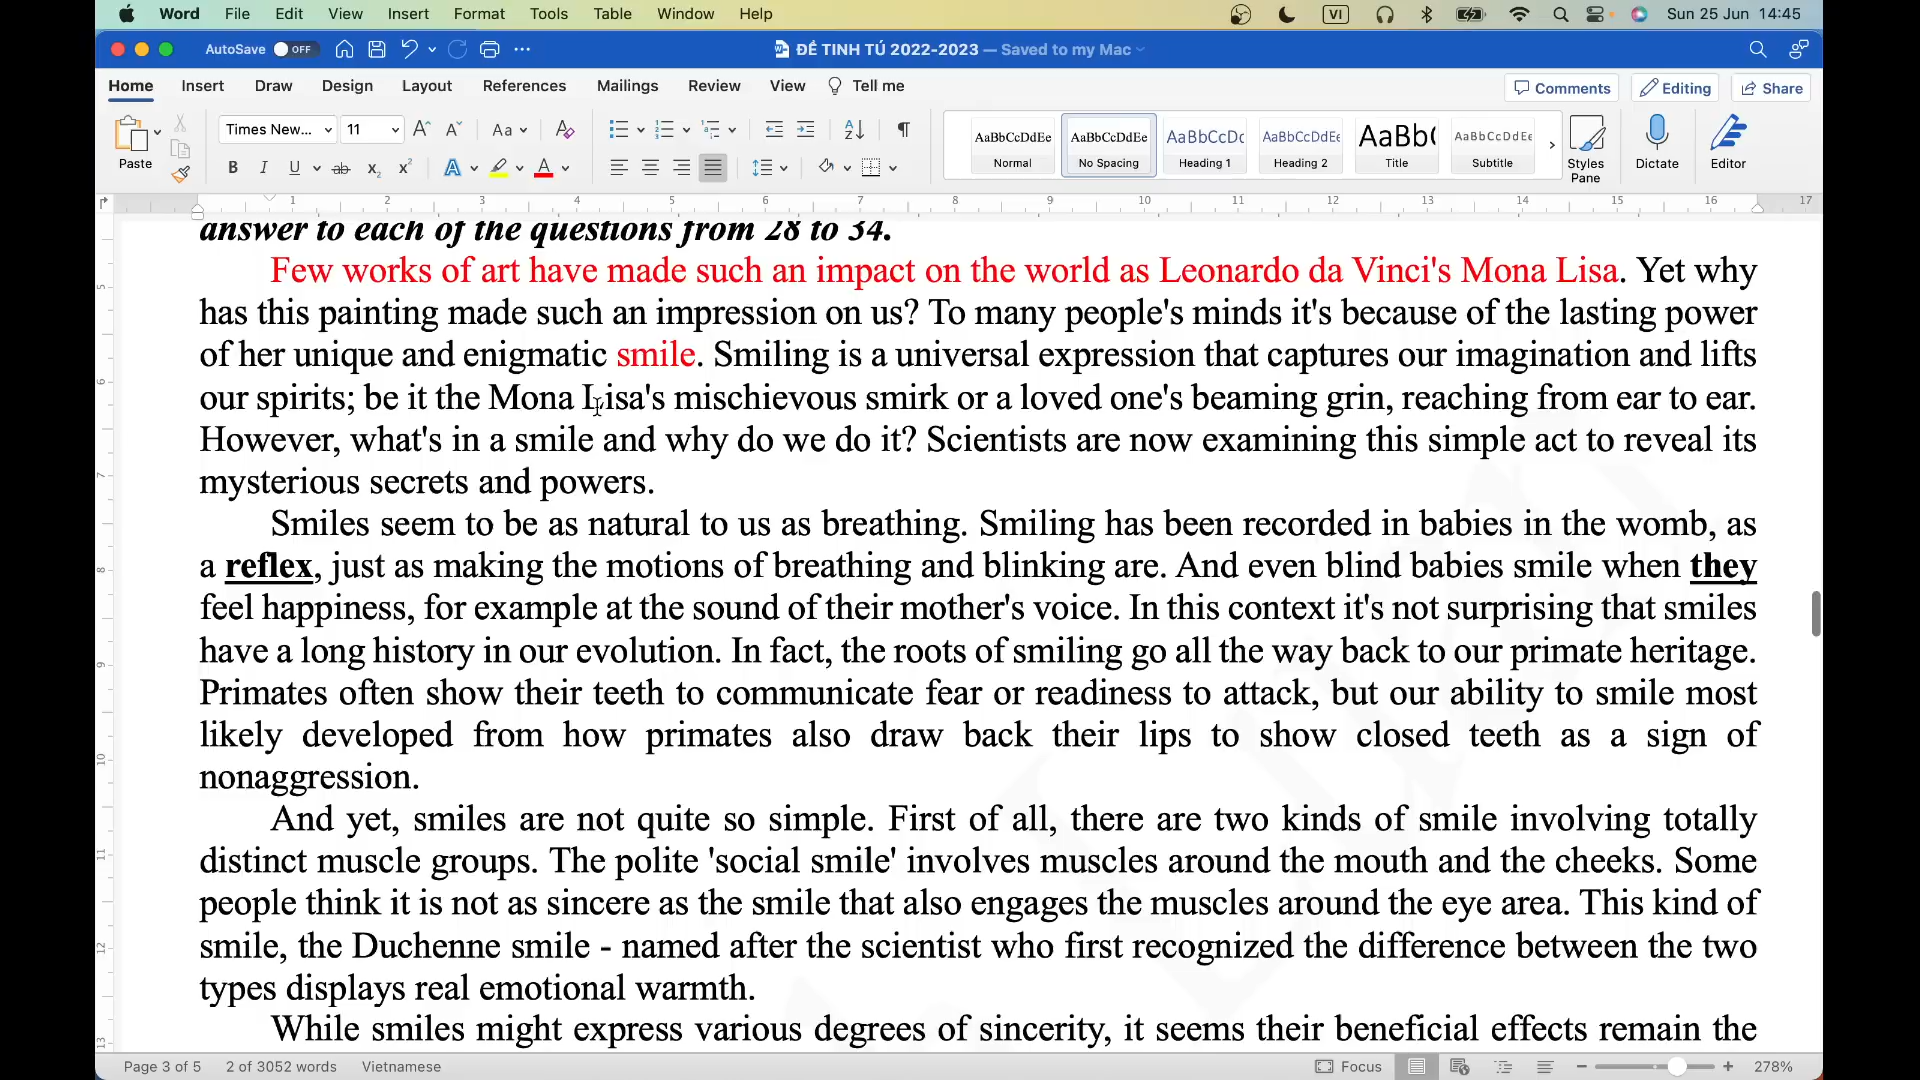 Word File Edit View Insert Format Tools Table Window Help VI Sun 25 Jun 14:45
AutoSave OFF ĐỀ TINH TÚ 2022-2023 — Saved to my Mac
Home Insert Draw Design Layout References Mailings Review View Tell me Comments Editing Share
Times New... 11 Aa AaBbCcDdEe AaBbCcDdEe AaBbCcDc AaBbCcDdEe AaBb( AaBbCcDdEe
Paste Normal No Spacing Heading 1 Heading 2 Title Subtitle Styles Pane Dictate Editor
1 2 3 4 5 6 7 8 9 10 11 12 13 14 15 16 17
answer to each of the questions from 28 to 34.
Few works of art have made such an impact on the world as Leonardo da Vinci's Mona Lisa. Yet why
has this painting made such an impression on us? To many people's minds it's because of the lasting power
of her unique and enigmatic smile. Smiling is a universal expression that captures our imagination and lifts
our spirits; be it the Mona Lisa's mischievous smirk or a loved one's beaming grin, reaching from ear to ear.
However, what's in a smile and why do we do it? Scientists are now examining this simple act to reveal its
mysterious secrets and powers.
Smiles seem to be as natural to us as breathing. Smiling has been recorded in babies in the womb, as
a reflex, just as making the motions of breathing and blinking are. And even blind babies smile when they
feel happiness, for example at the sound of their mother's voice. In this context it's not surprising that smiles
have a long history in our evolution. In fact, the roots of smiling go all the way back to our primate heritage.
Primates often show their teeth to communicate fear or readiness to attack, but our ability to smile most
likely developed from how primates also draw back their lips to show closed teeth as a sign of
nonaggression.
And yet, smiles are not quite so simple. First of all, there are two kinds of smile involving totally
distinct muscle groups. The polite 'social smile' involves muscles around the mouth and the cheeks. Some
people think it is not as sincere as the smile that also engages the muscles around the eye area. This kind of
smile, the Duchenne smile - named after the scientist who first recognized the difference between the two
types displays real emotional warmth.
While smiles might express various degrees of sincerity, it seems their beneficial effects remain the
Page 3 of 5 2 of 3052 words Vietnamese Focus 278%